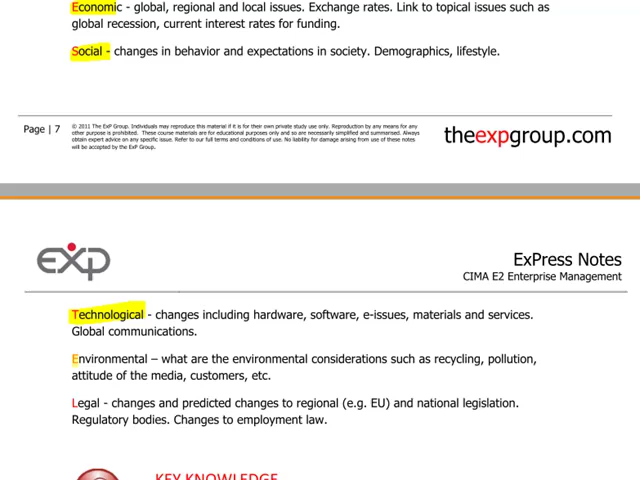 Economic - global, regional and local issues. Exchange rates. Link to topical issues such as
global recession, current interest rates for funding.
Social - changes in behavior and expectations in society. Demographics, lifestyle.
Page | 7
© 2011 The ExP Group. Individuals may reproduce this material if it is for their own private study use only. Reproduction by any means for any
other purpose is prohibited. These course materials are for educational purposes only and so are necessarily simplified and summarised. Always
obtain expert advice on any specific issue. Refer to our full terms and conditions of use. No liability for damage arising from use of these notes
will be accepted by the ExP Group.
theexpgroup.com
exp
ExPress Notes
CIMA E2 Enterprise Management
Technological - changes including hardware, software, e-issues, materials and services.
Global communications.
Environmental – what are the environmental considerations such as recycling, pollution,
attitude of the media, customers, etc.
Legal - changes and predicted changes to regional (e.g. EU) and national legislation.
Regulatory bodies. Changes to employment law.
KEY KNOWLEDGE